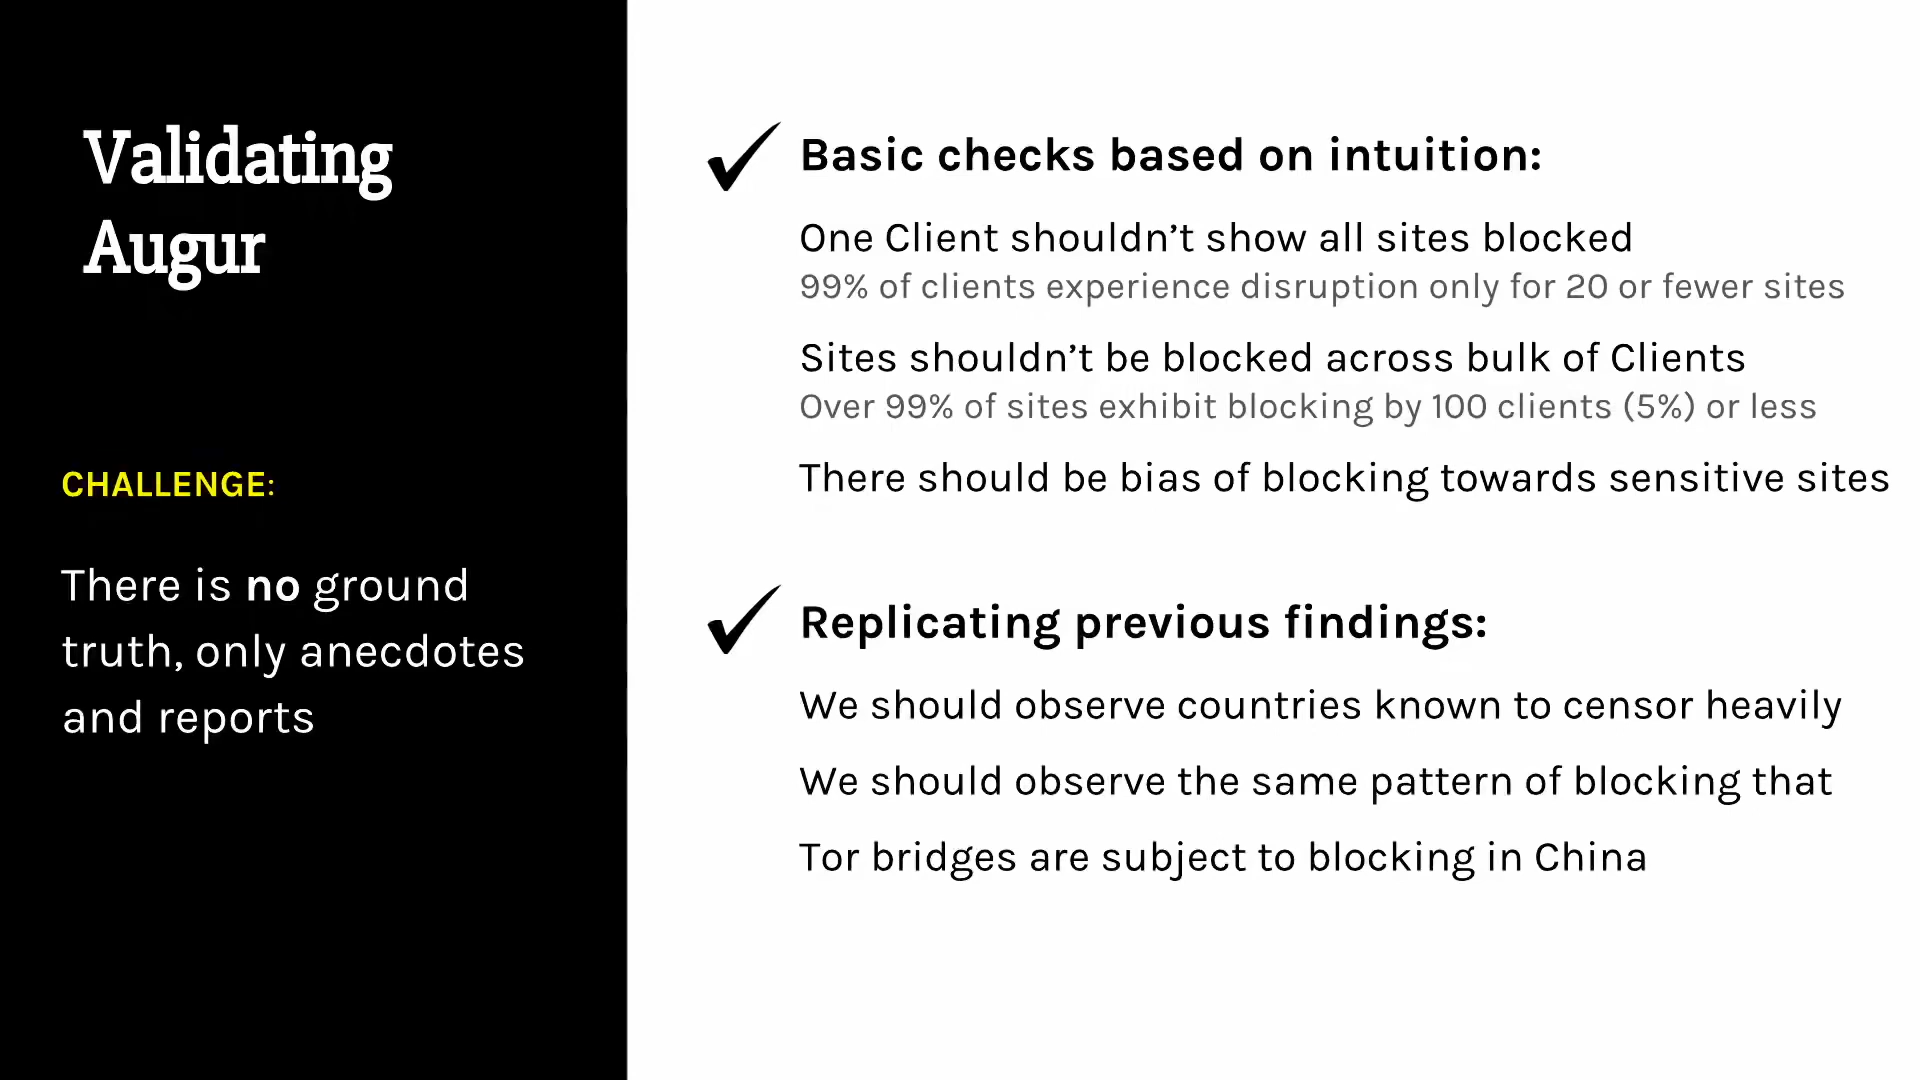 Validating
Augur
CHALLENGE:
There is no ground
truth, only anecdotes
and reports
Basic checks based on intuition:
One Client shouldn’t show all sites blocked
99% of clients experience disruption only for 20 or fewer sites
Sites shouldn’t be blocked across bulk of Clients
Over 99% of sites exhibit blocking by 100 clients (5%) or less
There should be bias of blocking towards sensitive sites
Replicating previous findings:
We should observe countries known to censor heavily
We should observe the same pattern of blocking that
Tor bridges are subject to blocking in China